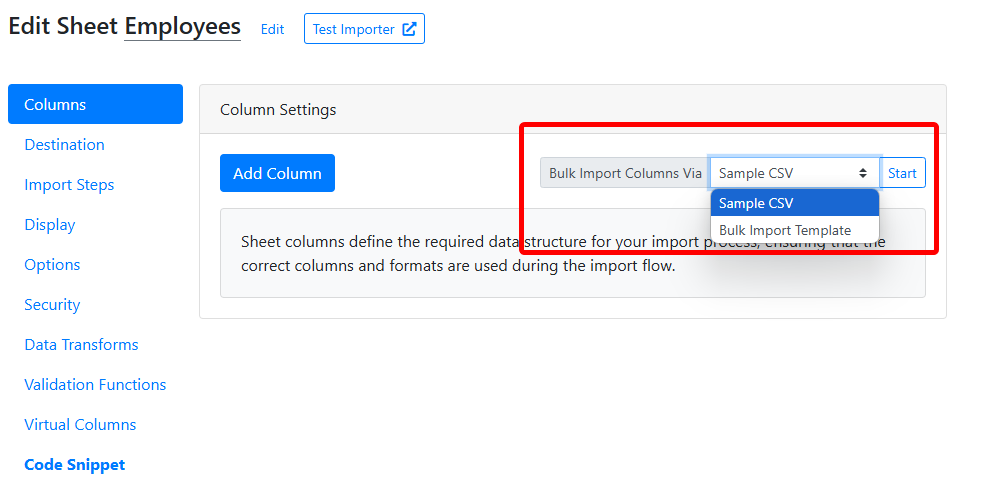 Edit Sheet Employees Edit Test Importer
Columns
Destination
Import Steps
Display
Options
Security
Data Transforms
Validation Functions
Virtual Columns
Code Snippet
Column Settings
Add Column
Bulk Import Columns Via Sample CSV Start
Sample CSV
Bulk Import Template
Sheet columns define the required data structure for your import process, ensuring that the
correct columns and formats are used during the import flow.